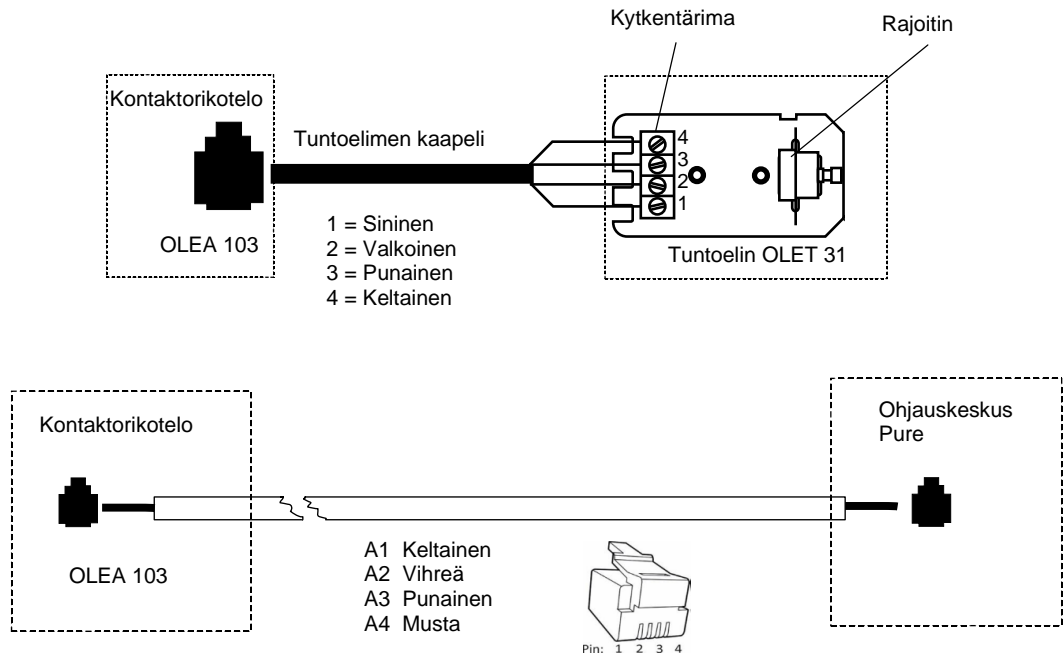 Kytkentärima
Rajoitin
Kontaktorikotelo
Tuntoelimen kaapeli
4
3
2
1
OLEA 103
1 = Sininen
2 = Valkoinen
3 = Punainen
4 = Keltainen
Tuntoelin OLET 31
Kontaktorikotelo
Ohjauskeskus
Pure
OLEA 103
A1 Keltainen
A2 Vihreä
A3 Punainen
A4 Musta
Pin: 1 2 3 4